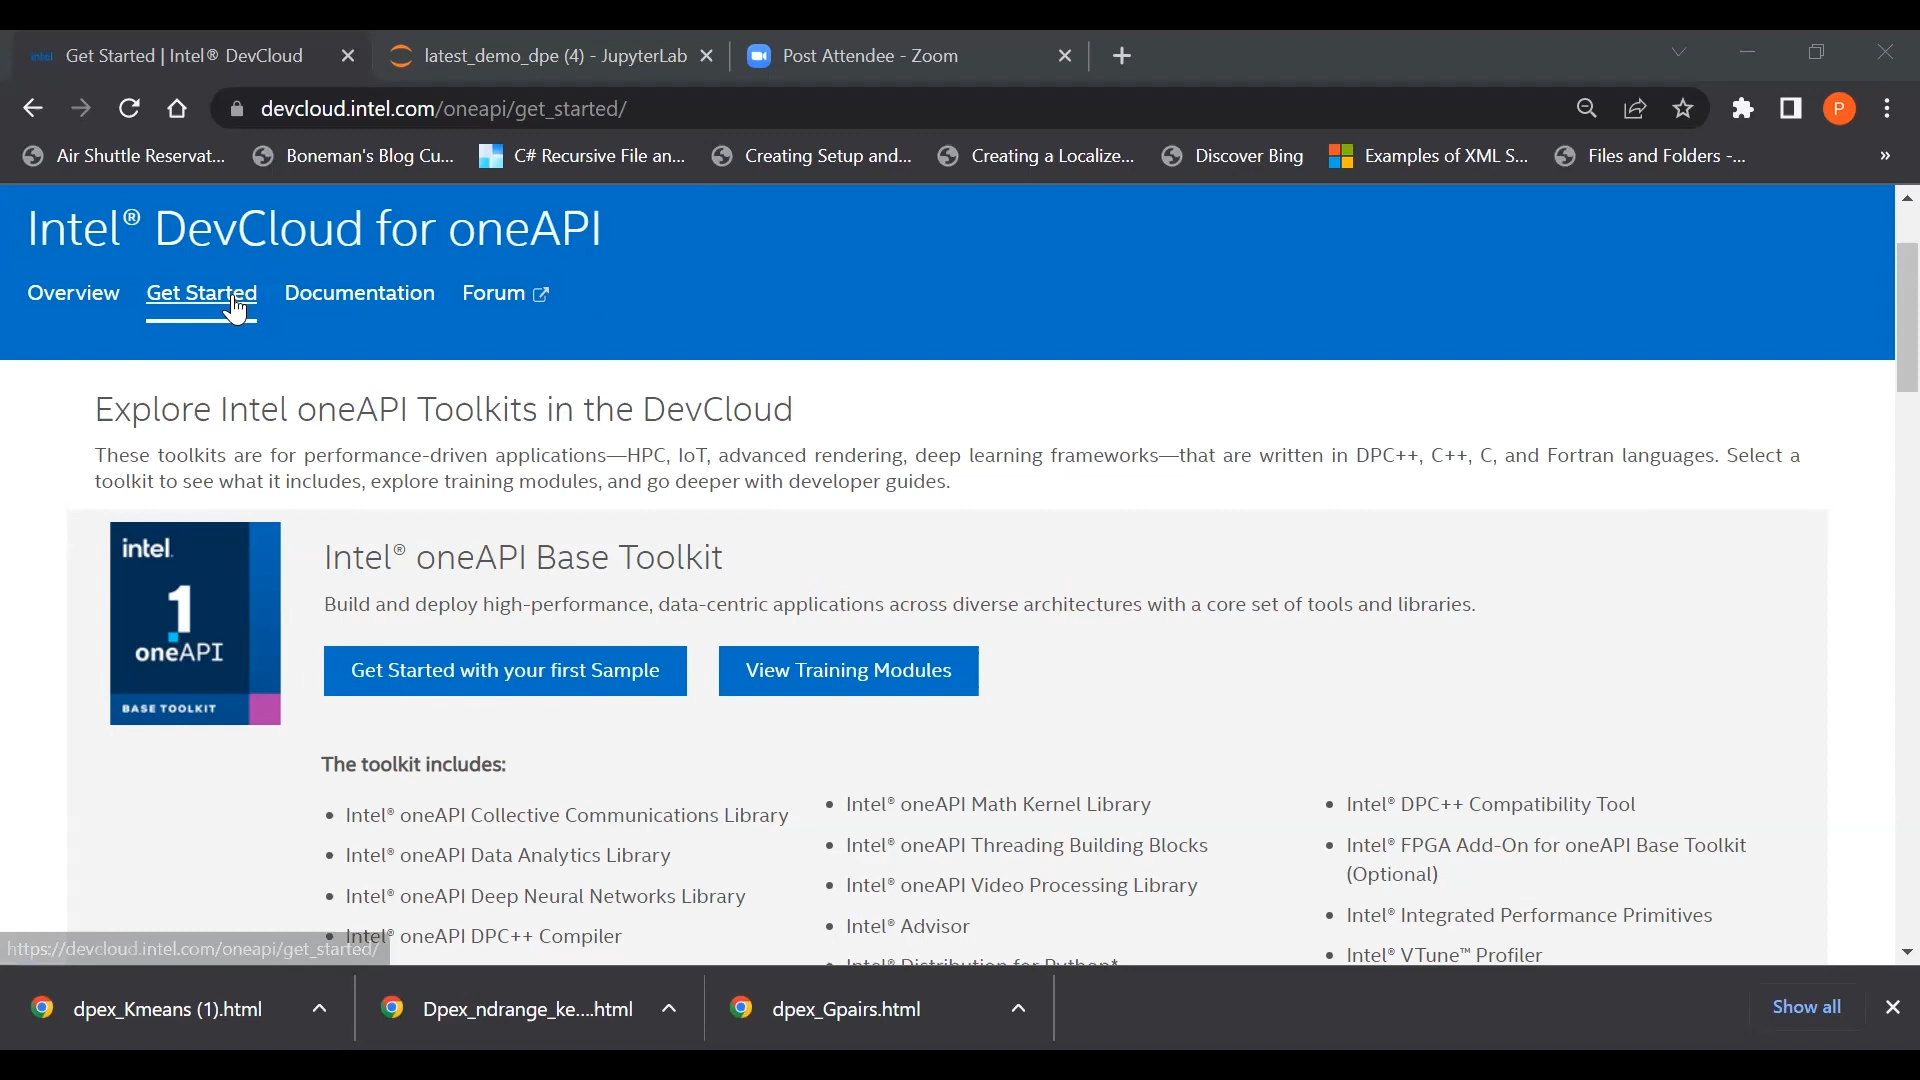 intel Get Started | Intel® DevCloud
latest_demo_dpe (4) - JupyterLab
Post Attendee - Zoom
devcloud.intel.com/oneapi/get_started/
P
Air Shuttle Reservat...
Boneman's Blog Cu...
C# Recursive File an...
Creating Setup and...
Creating a Localize...
Discover Bing
Examples of XML S...
Files and Folders -...
»
Intel® DevCloud for oneAPI
Overview Get Started Documentation Forum
Explore Intel oneAPI Toolkits in the DevCloud
These toolkits are for performance-driven applications—HPC, IoT, advanced rendering, deep learning frameworks—that are written in DPC++, C++, C, and Fortran languages. Select a
toolkit to see what it includes, explore training modules, and go deeper with developer guides.
intel.
1
oneAPI
BASE TOOLKIT
Intel® oneAPI Base Toolkit
Build and deploy high-performance, data-centric applications across diverse architectures with a core set of tools and libraries.
Get Started with your first Sample
View Training Modules
The toolkit includes:
• Intel® oneAPI Collective Communications Library
• Intel® oneAPI Data Analytics Library
• Intel® oneAPI Deep Neural Networks Library
• Intel® oneAPI DPC++ Compiler
• Intel® oneAPI Math Kernel Library
• Intel® oneAPI Threading Building Blocks
• Intel® oneAPI Video Processing Library
• Intel® Advisor
• Intel® Distribution for Python*
• Intel® DPC++ Compatibility Tool
• Intel® FPGA Add-On for oneAPI Base Toolkit
(Optional)
• Intel® Integrated Performance Primitives
• Intel® VTune™ Profiler
https://devcloud.intel.com/oneapi/get_started/
dpex_Kmeans (1).html
Dpex_ndrange_ke....html
dpex_Gpairs.html
Show all